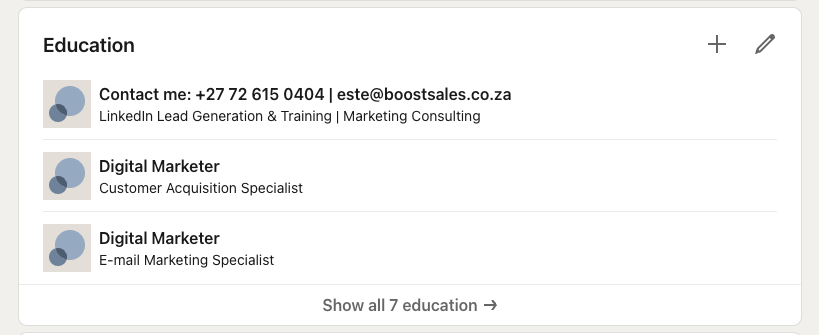 Education
Contact me: +27 72 615 0404 | este@boostsales.co.za
LinkedIn Lead Generation & Training | Marketing Consulting
Digital Marketer
Customer Acquisition Specialist
Digital Marketer
E-mail Marketing Specialist
Show all 7 education →